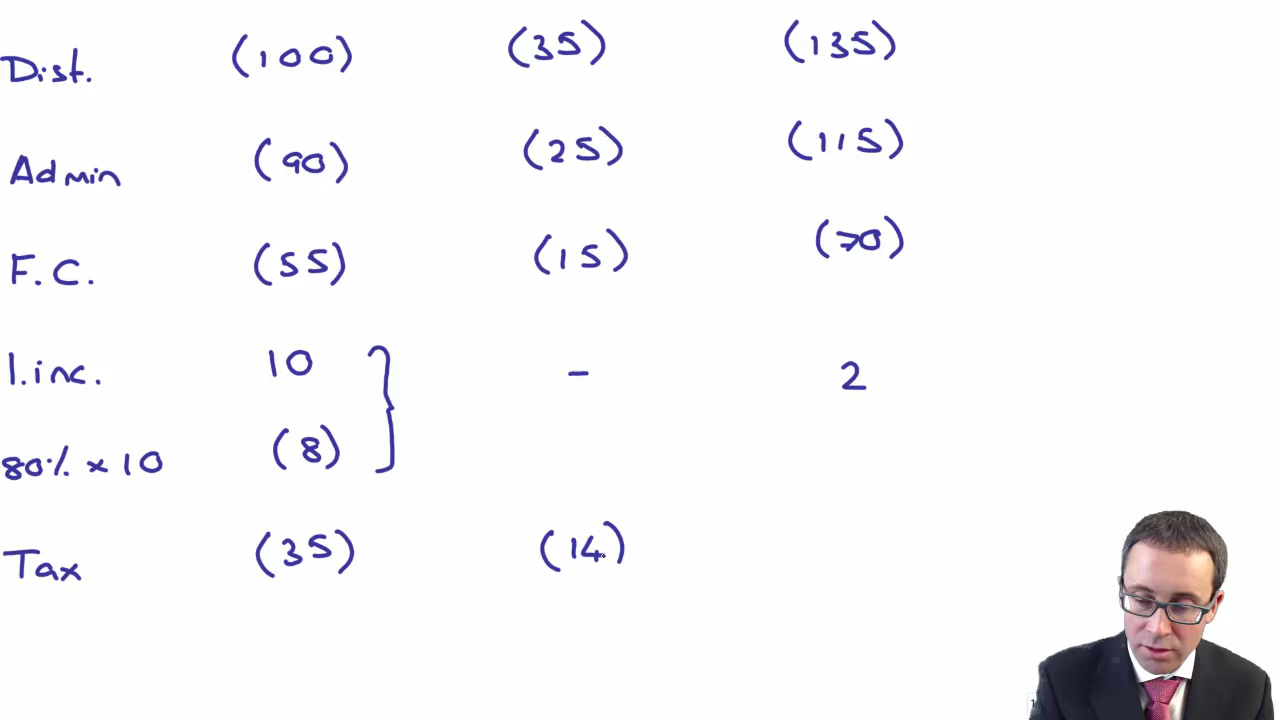 Dist. (100) (35) (135)
Admin (90) (25) (115)
F.C. (55) (15) (70)
I.inc. 10 - 2
80% x 10 (8)
Tax (35) (14)